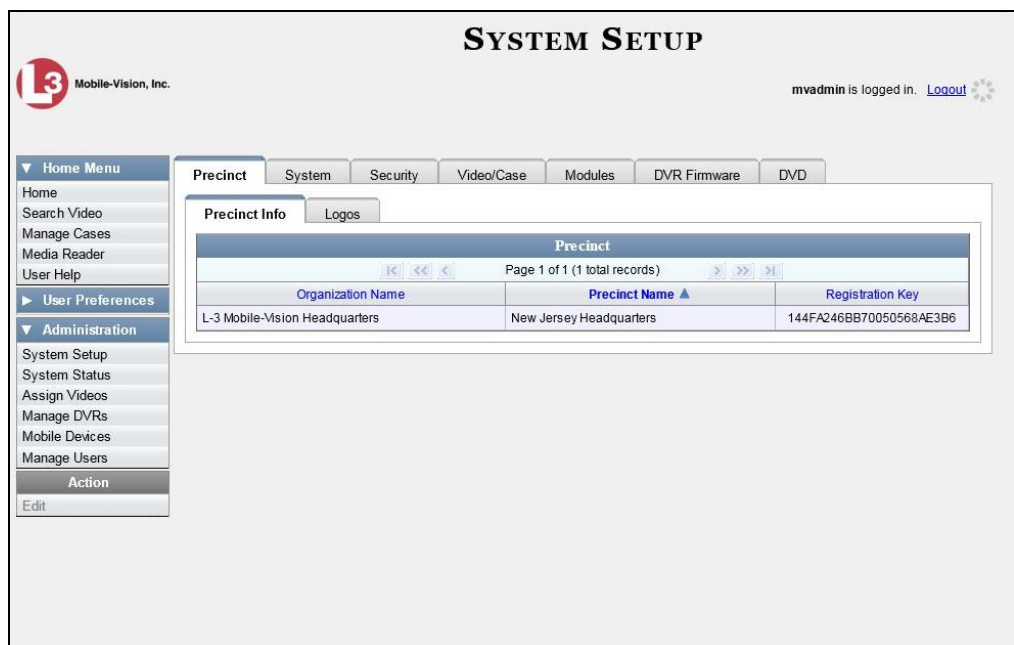 SYSTEM SETUP
L3 Mobile-Vision, Inc.
mvadmin is logged in. Logout
▼ Home Menu
Home
Search Video
Manage Cases
Media Reader
User Help
▶ User Preferences
▼ Administration
System Setup
System Status
Assign Videos
Manage DVRs
Mobile Devices
Manage Users
Action
Edit
Precinct System Security Video/Case Modules DVR Firmware DVD
Precinct Info Logos
Precinct
|< << < Page 1 of 1 (1 total records) > >> >|
Organization Name Precinct Name ▲ Registration Key
L-3 Mobile-Vision Headquarters New Jersey Headquarters 144FA246BB70050568AE3B6